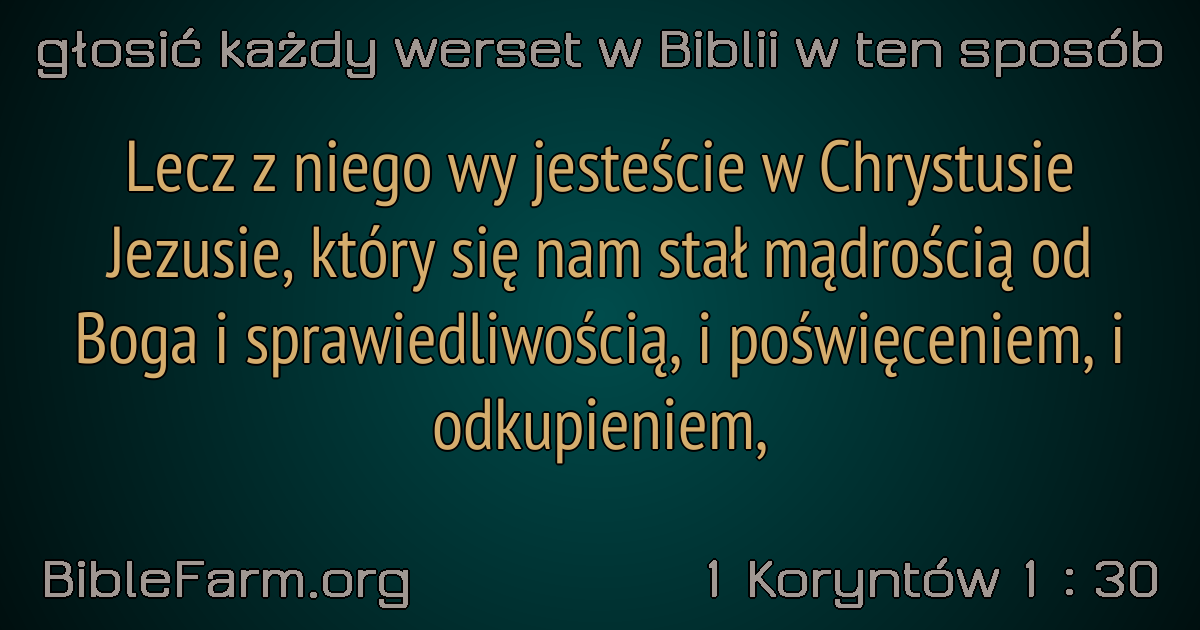 głosić każdy werset w Biblii w ten sposób
Lecz z niego wy jesteście w Chrystusie
Jezusie, który się nam stał mądrością od
Boga i sprawiedliwością, i poświęceniem, i
odkupieniem,
BibleFarm.org
1 Koryntów 1 : 30